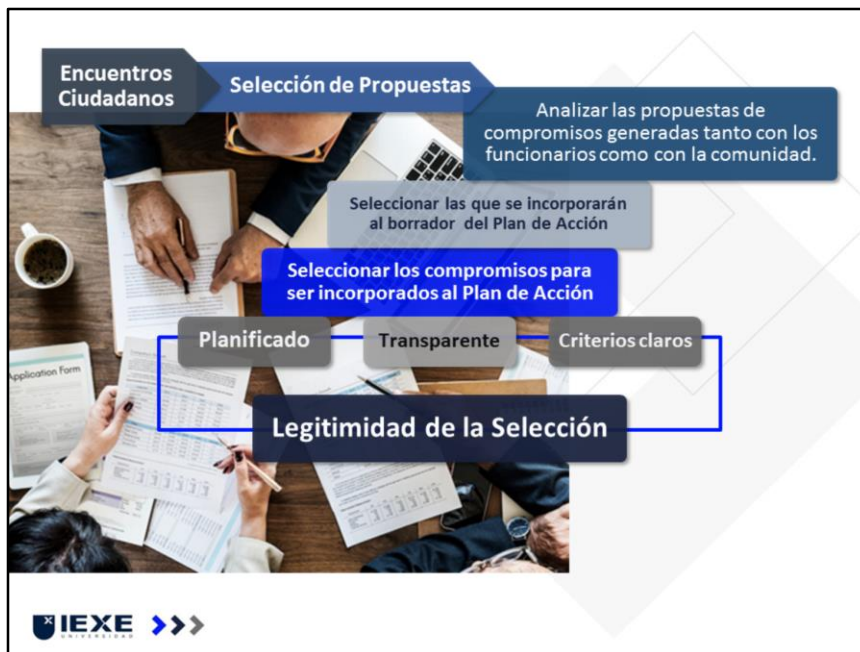 Encuentros
Ciudadanos
Selección de Propuestas
Analizar las propuestas de
compromisos generadas tanto con los
funcionarios como con la comunidad.
Seleccionar las que se incorporarán
al borrador del Plan de Acción
Seleccionar los compromisos para
ser incorporados al Plan de Acción
Planificado
Transparente
Criterios claros
Application Form
Legitimidad de la Selección
IEXE
UNIVERSIDAD